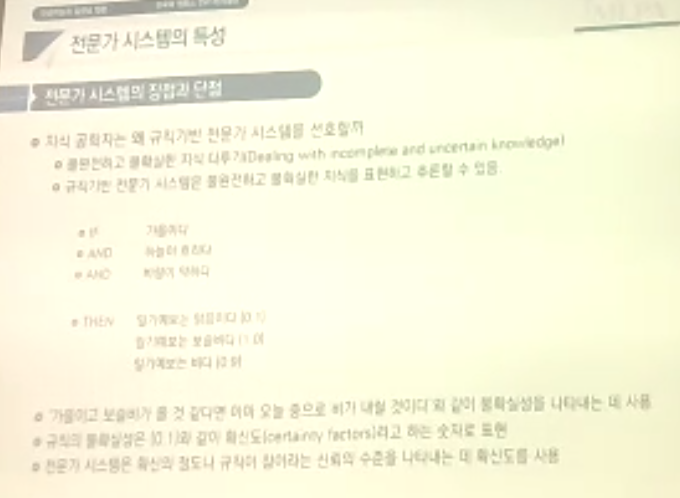 전문가 시스템의 특성
전문가 시스템의 장점과 단점
지식 공학자는 왜 규칙기반 전문가 시스템을 선호할까
불완전하고 불확실한 지식 다루기(Dealing with incomplete and uncertain knowledge)
규칙기반 전문가 시스템은 불완전하고 불확실한 지식을 표현하고 추론할 수 있음
IF 가을이다
AND 하늘이 흐리다
AND 바람이 약하다
THEN 일기예보는 맑음이다 [0.1]
일기예보는 보슬비다 [1.0]
일기예보는 비다 [0.9]
'가을이고 보슬비가 올 것 같다면 아마 오늘 중으로 비가 내릴 것이다'와 같이 불확실성을 나타내는 데 사용
규칙의 불확실성은 [0.1]와 같이 확신도(certainty factors)라고 하는 숫자로 표현
전문가 시스템은 확신의 정도나 규칙이 참이라는 신뢰의 수준을 나타내는 데 확신도를 사용